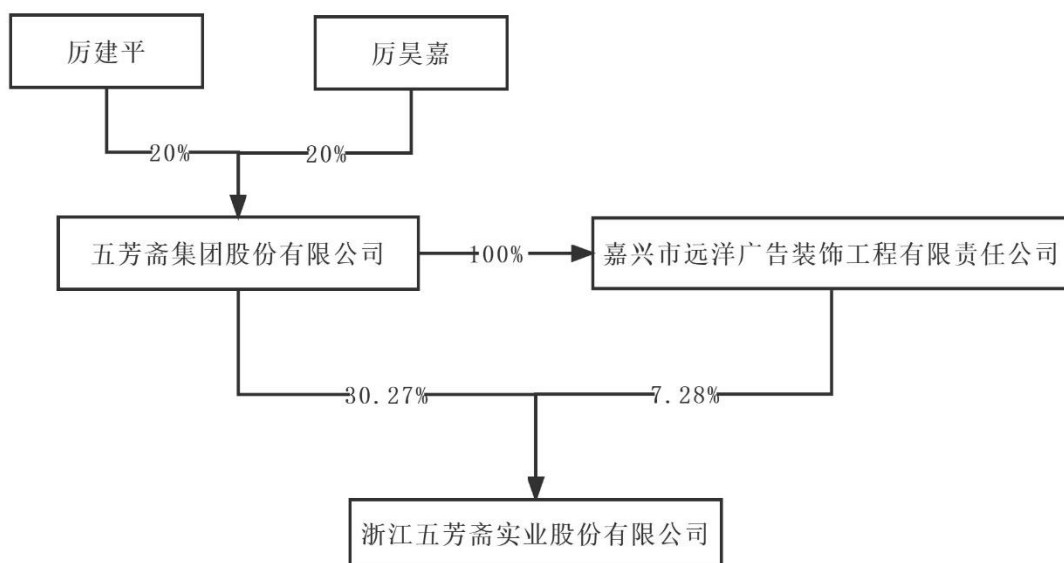 厉建平
厉昊嘉
20%
20%
五芳斋集团股份有限公司
100%
嘉兴市远洋广告装饰工程有限责任公司
30.27%
7.28%
浙江五芳斋实业股份有限公司